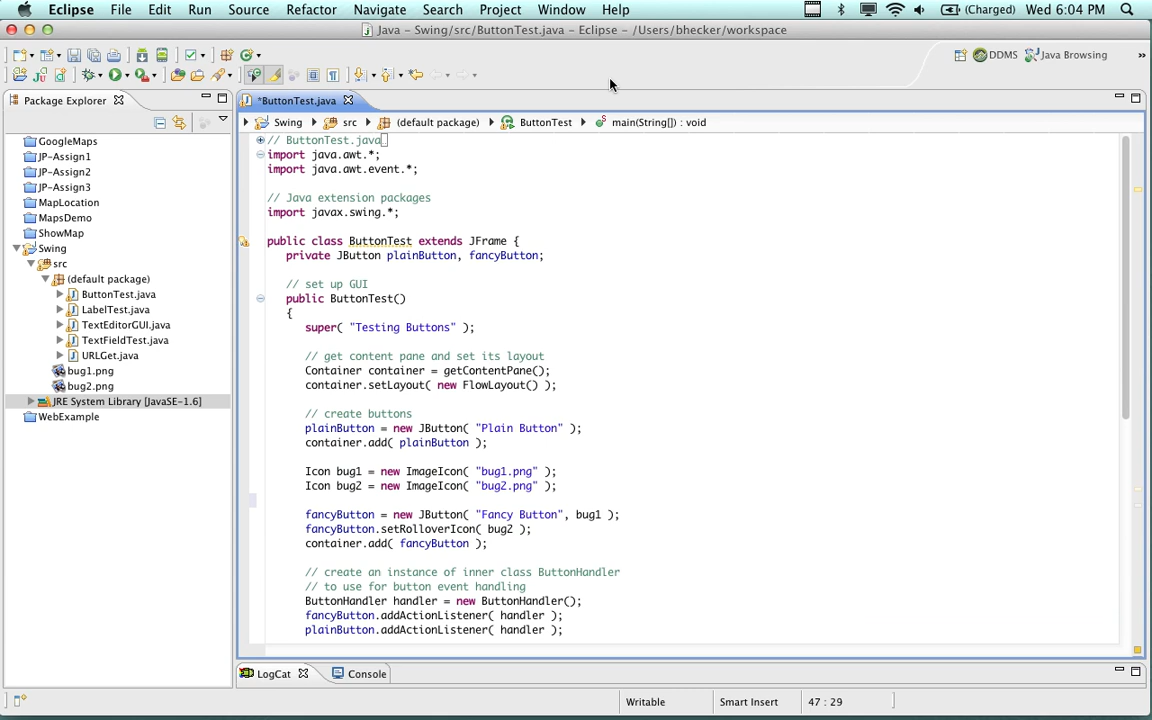 Eclipse File Edit Run Source Refactor Navigate Search Project Window Help (Charged) Wed 6:04 PM
Java – Swing/src/ButtonTest.java – Eclipse – /Users/bhecker/workspace
DDMS Java Browsing »
Package Explorer
*ButtonTest.java
Swing src (default package) ButtonTest main(String[]) : void
GoogleMaps
JP-Assign1
JP-Assign2
JP-Assign3
MapLocation
MapsDemo
ShowMap
Swing
src
(default package)
ButtonTest.java
LabelTest.java
TextEditorGUI.java
TextFieldTest.java
URLGet.java
bug1.png
bug2.png
JRE System Library [JavaSE-1.6]
WebExample
// ButtonTest.java
import java.awt.*;
import java.awt.event.*;
// Java extension packages
import javax.swing.*;
public class ButtonTest extends JFrame {
private JButton plainButton, fancyButton;
// set up GUI
public ButtonTest()
{
super( "Testing Buttons" );
// get content pane and set its layout
Container container = getContentPane();
container.setLayout( new FlowLayout() );
// create buttons
plainButton = new JButton( "Plain Button" );
container.add( plainButton );
Icon bug1 = new ImageIcon( "bug1.png" );
Icon bug2 = new ImageIcon( "bug2.png" );
fancyButton = new JButton( "Fancy Button", bug1 );
fancyButton.setRolloverIcon( bug2 );
container.add( fancyButton );
// create an instance of inner class ButtonHandler
// to use for button event handling
ButtonHandler handler = new ButtonHandler();
fancyButton.addActionListener( handler );
plainButton.addActionListener( handler );
LogCat Console
Writable Smart Insert 47 : 29